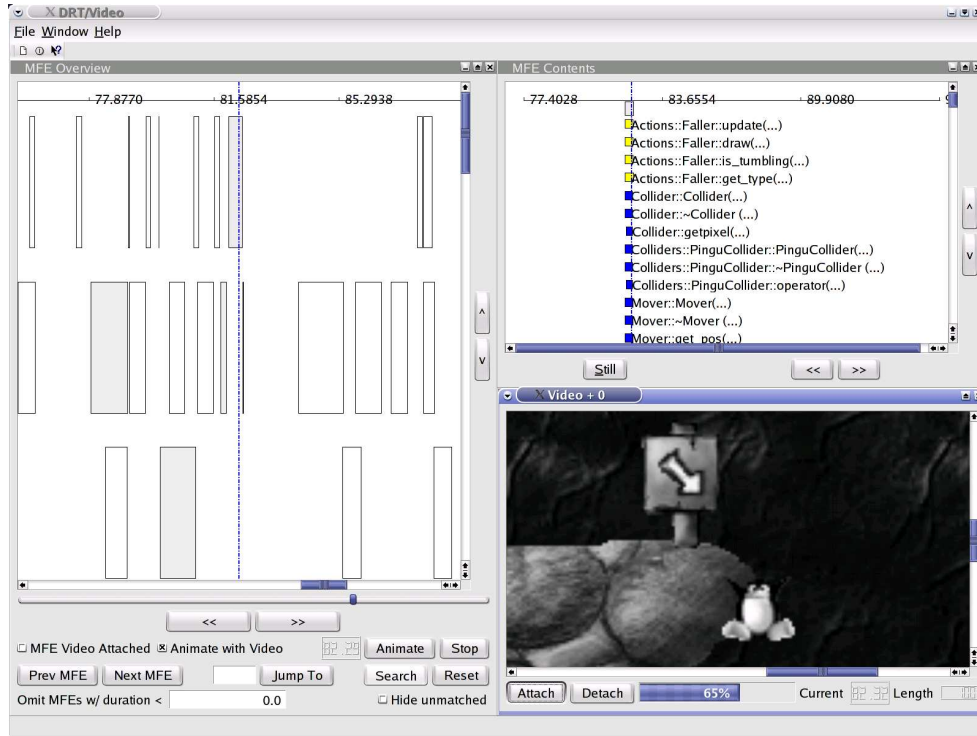 DRT/Video
File Window Help
MFE Overview
77.8770 81.5854 85.2938
<< >>
MFE Video Attached Animate with Video 82.29 Animate Stop
Prev MFE Next MFE Jump To Search Reset
Omit MFEs w/ duration < 0.0 Hide unmatched
MFE Contents
77.4028 83.6554 89.9080
Actions::Faller::update(...)
Actions::Faller::draw(...)
Actions::Faller::is_tumbling(...)
Actions::Faller::get_type(...)
Collider::Collider(...)
Collider::~Collider (...)
Collider::getpixel(...)
Colliders::PinguCollider::PinguCollider(...)
Colliders::PinguCollider::~PinguCollider (...)
Colliders::PinguCollider::operator(...)
Mover::Mover(...)
Mover::~Mover (...)
Mover::get_pos(...)
Still << >>
Video + 0
Attach Detach 65% Current 82.32 Length